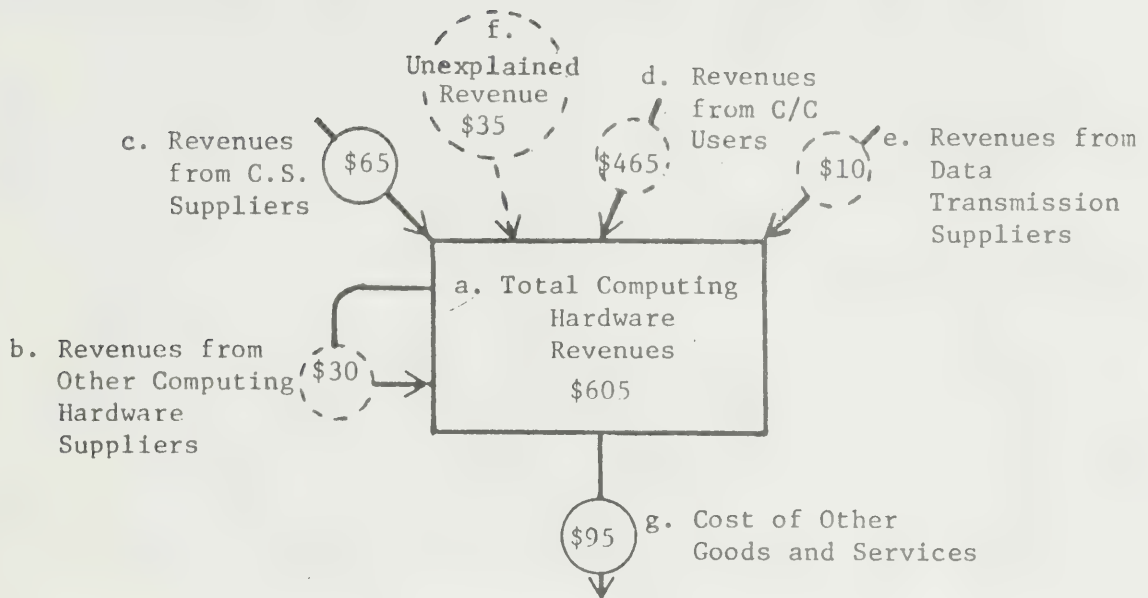 f.
Unexplained
Revenue
$35
d. Revenues
from C/C
Users
$465
c. Revenues
from C.S.
Suppliers
$65
$10
e. Revenues from
Data
Transmission
Suppliers
a. Total Computing
Hardware
Revenues
$605
b. Revenues from
Other Computing
Hardware
Suppliers
$30
$95
g. Cost of Other
Goods and Services